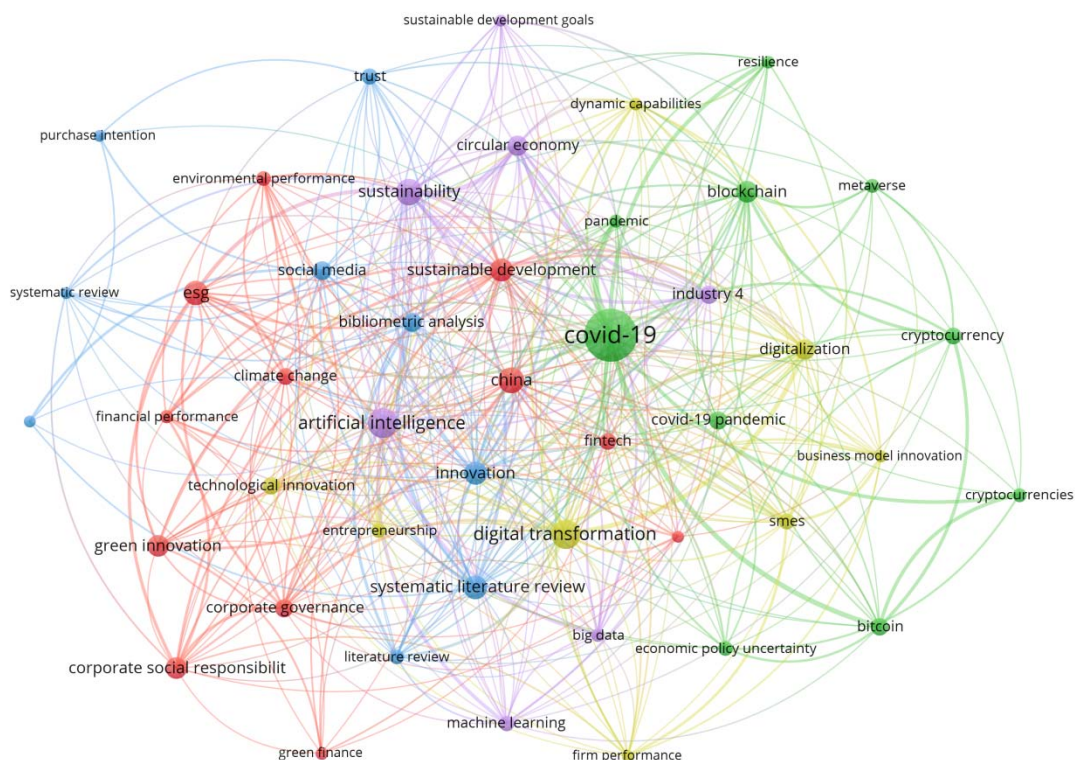 sustainable development goals
resilience
trust
dynamic capabilities
purchase intention
circular economy
environmental performance
sustainability
blockchain
metaverse
pandemic
social media
sustainable development
systematic review
esg
industry 4
bibliometric analysis
covid-19
cryptocurrency
digitalization
climate change
china
financial performance
artificial intelligence
covid-19 pandemic
fintech
business model innovation
innovation
technological innovation
cryptocurrencies
entrepreneurship
digital transformation
smes
green innovation
systematic literature review
corporate governance
bitcoin
big data
economic policy uncertainty
literature review
corporate social responsibilit
machine learning
green finance
firm performance